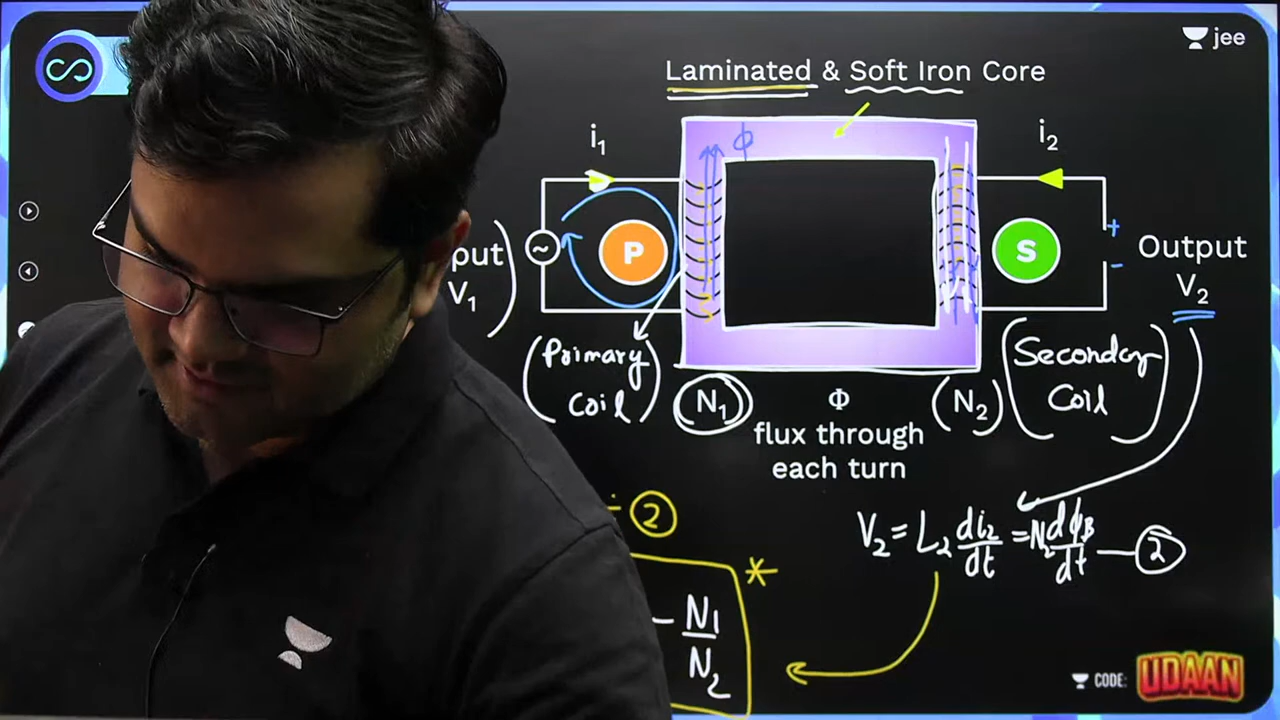 jee
Laminated & Soft Iron Core
i₁
ϕ
i₂
P
S
+
-
~
put
V₁
Output
V₂
(Primary
Coil)
N₁
Φ
flux through
each turn
(N₂)
(Secondary
Coil)
÷ ②
V₂ = L₂ di₂/dt = N₂ dϕB/dt — ②
*
N₁/N₂
CODE: UDAAN